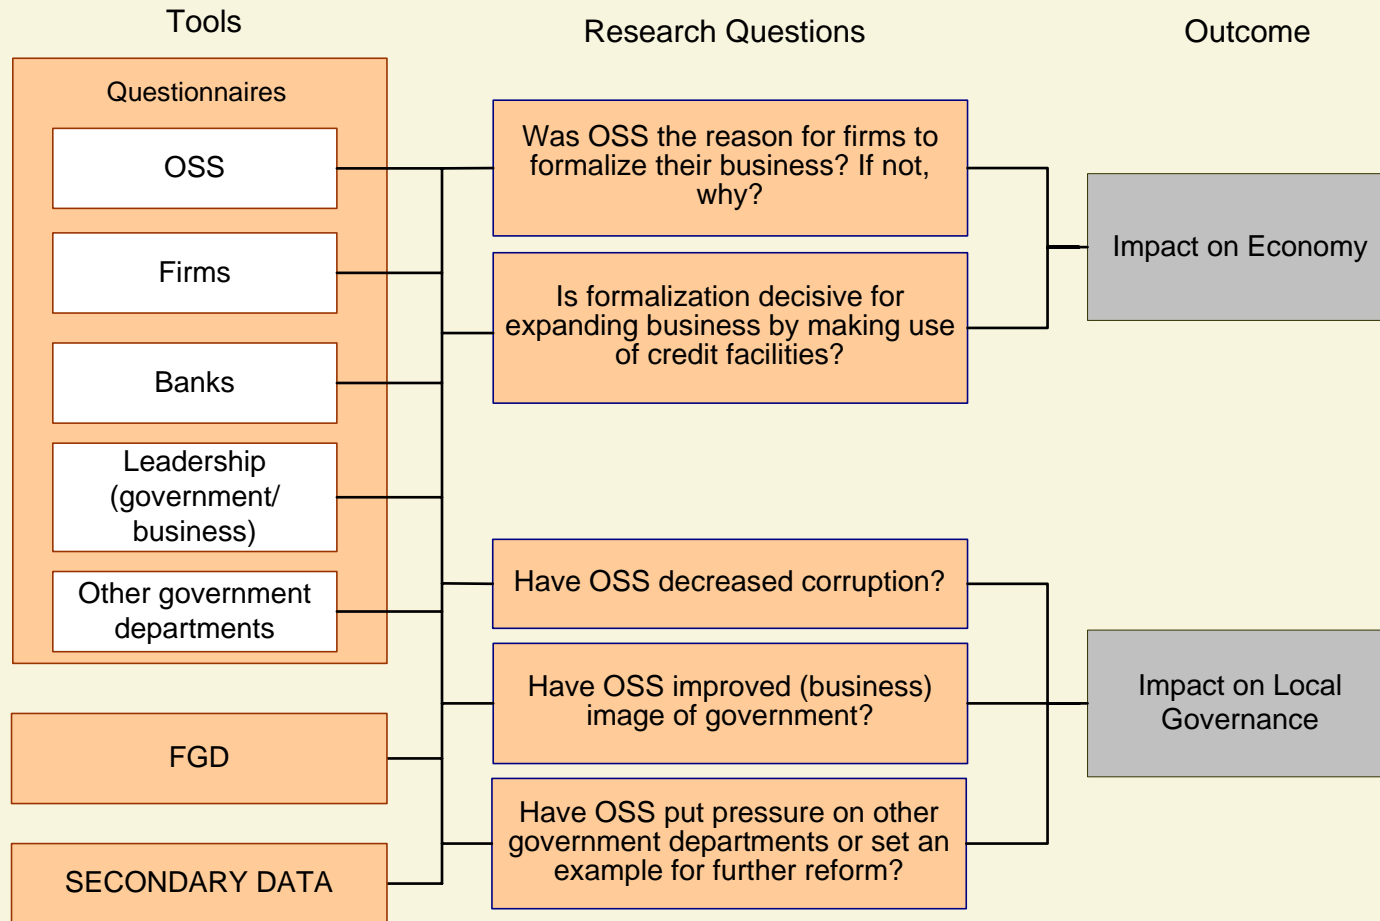 Tools
Research Questions
Outcome
Questionnaires
OSS
Firms
Banks
Leadership
(government/
business)
Other government
departments
FGD
SECONDARY DATA
Was OSS the reason for firms to
formalize their business? If not,
why?
Is formalization decisive for
expanding business by making use
of credit facilities?
Have OSS decreased corruption?
Have OSS improved (business)
image of government?
Have OSS put pressure on other
government departments or set an
example for further reform?
Impact on Economy
Impact on Local
Governance